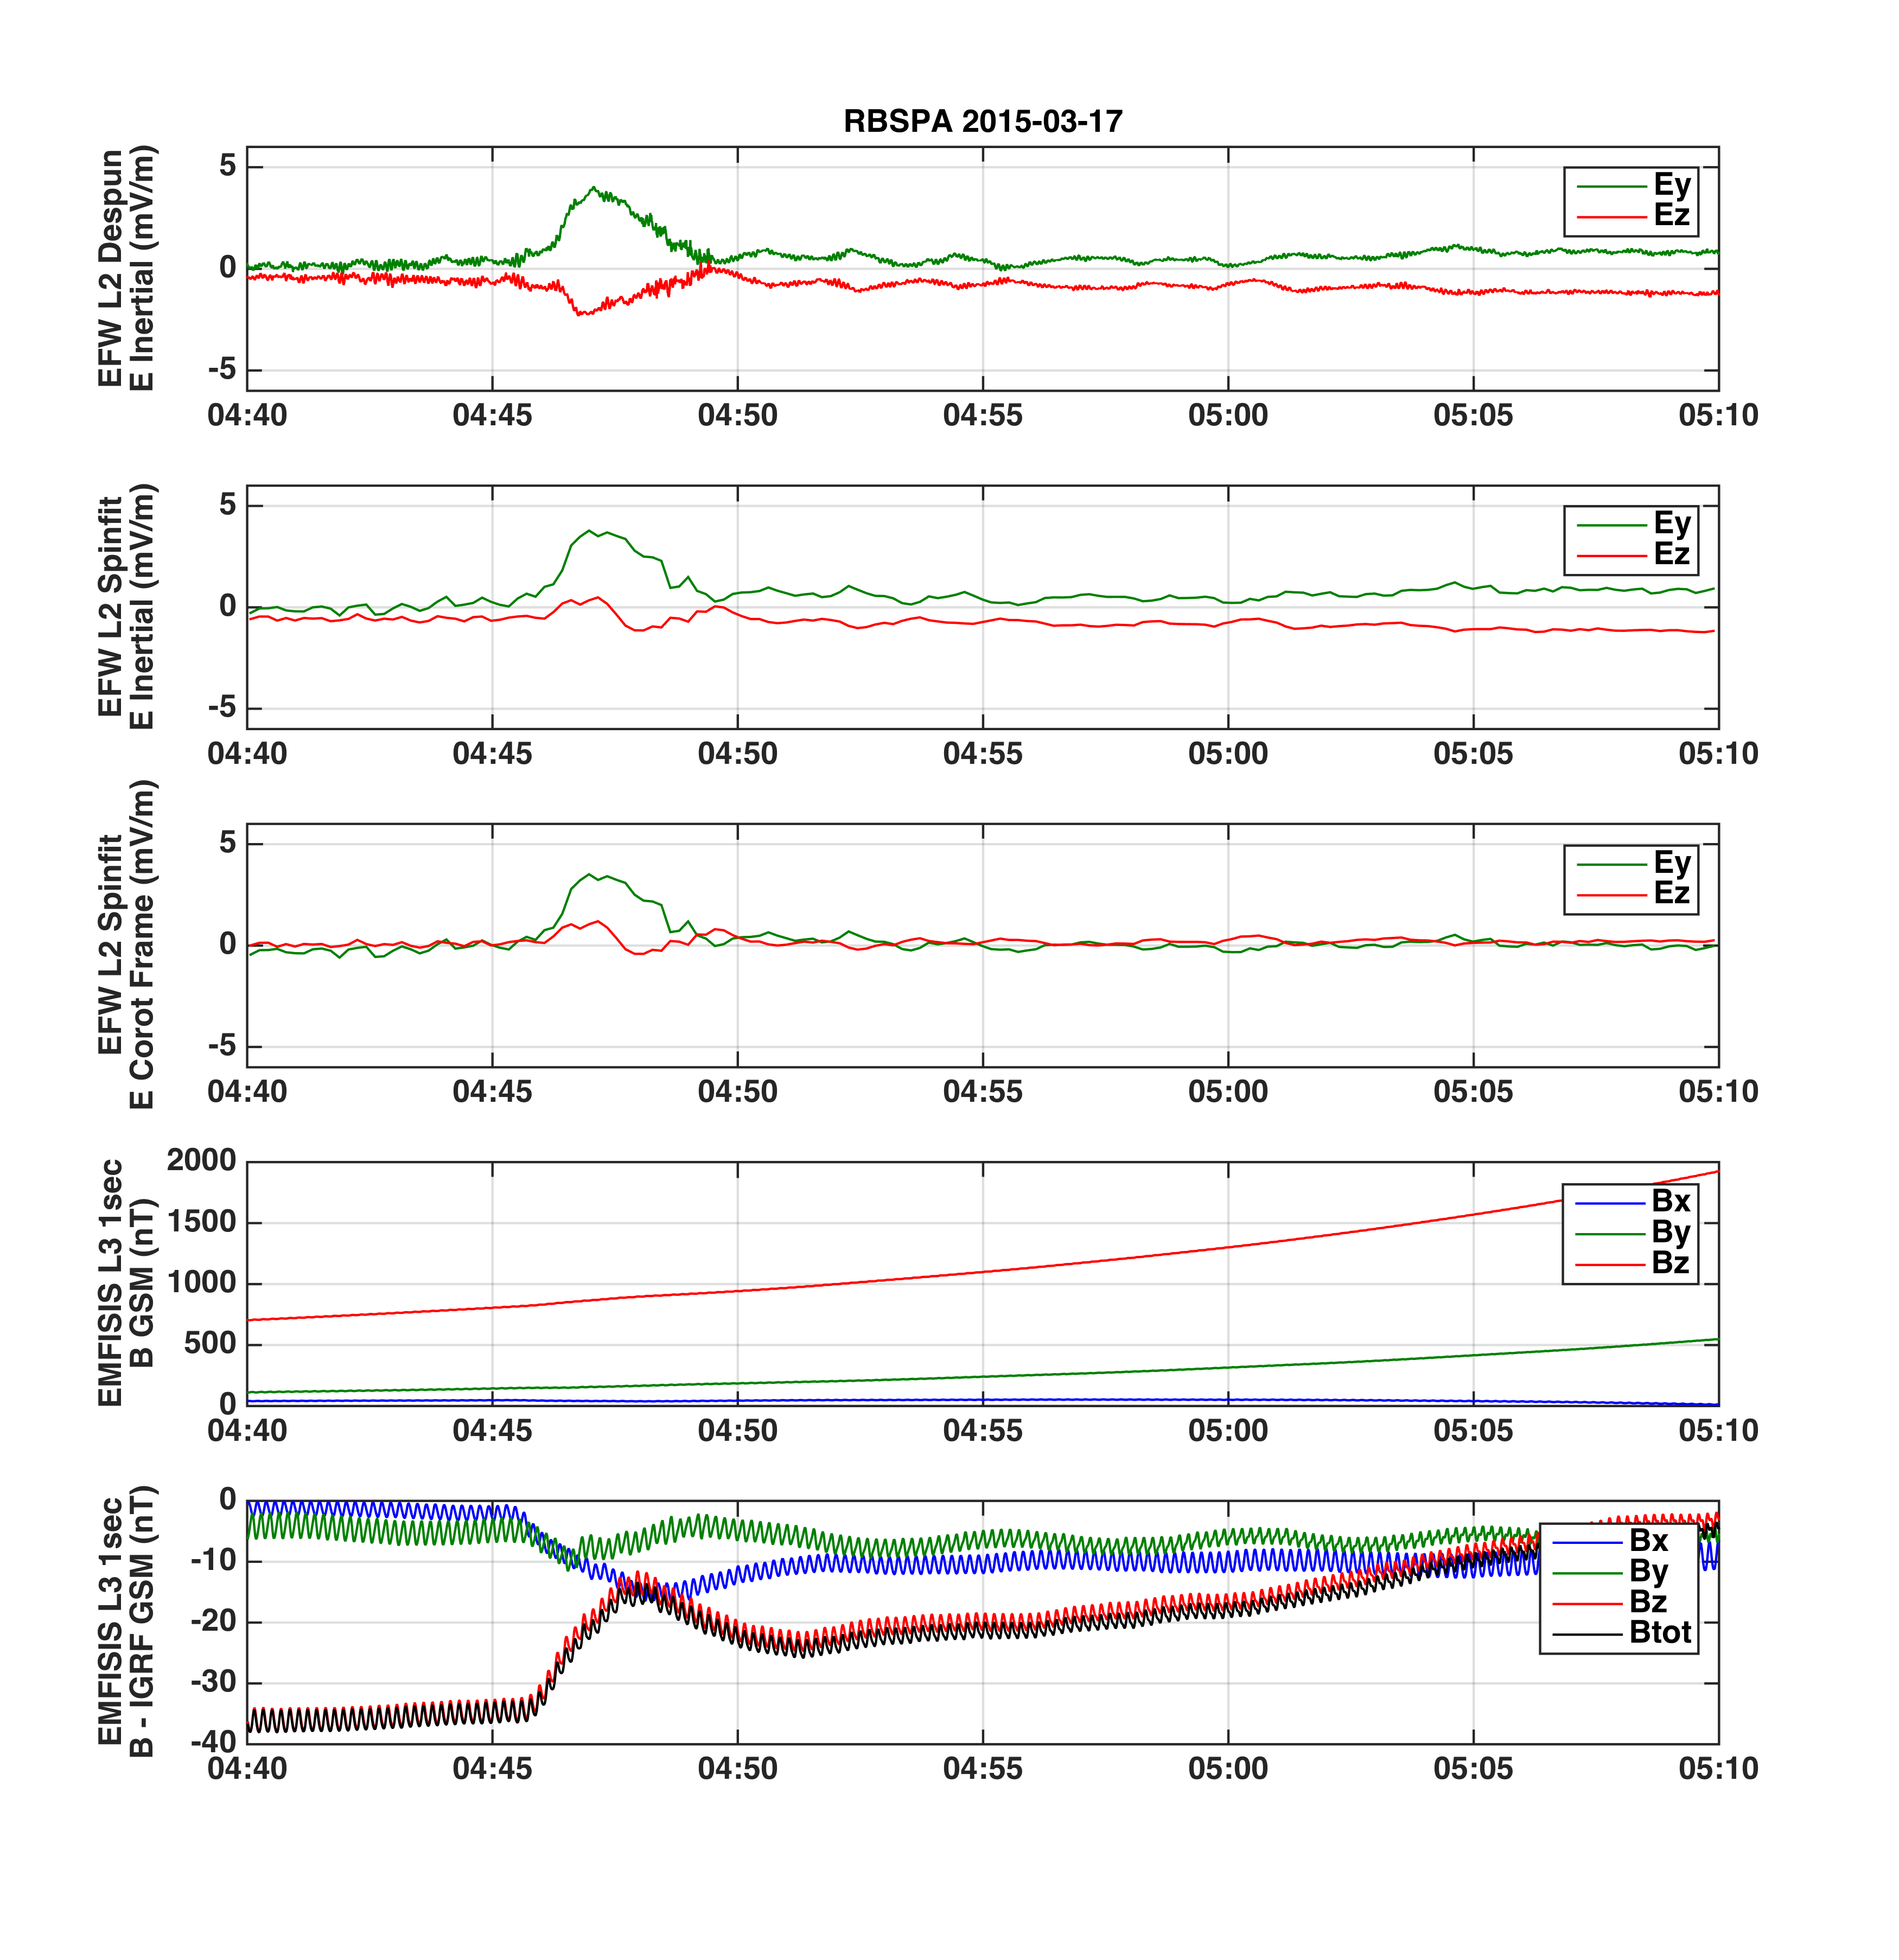 RBSPA 2015-03-17
EFW L2 Despun
E Inertial (mV/m)
5
0
-5
Ey
Ez
04:40 04:45 04:50 04:55 05:00 05:05 05:10
EFW L2 Spinfit
E Inertial (mV/m)
5
0
-5
Ey
Ez
04:40 04:45 04:50 04:55 05:00 05:05 05:10
EFW L2 Spinfit
E Corot Frame (mV/m)
5
0
-5
Ey
Ez
04:40 04:45 04:50 04:55 05:00 05:05 05:10
EMFISIS L3 1sec
B GSM (nT)
2000
1500
1000
500
0
Bx
By
Bz
04:40 04:45 04:50 04:55 05:00 05:05 05:10
EMFISIS L3 1sec
B - IGRF GSM (nT)
0
-10
-20
-30
-40
Bx
By
Bz
Btot
04:40 04:45 04:50 04:55 05:00 05:05 05:10